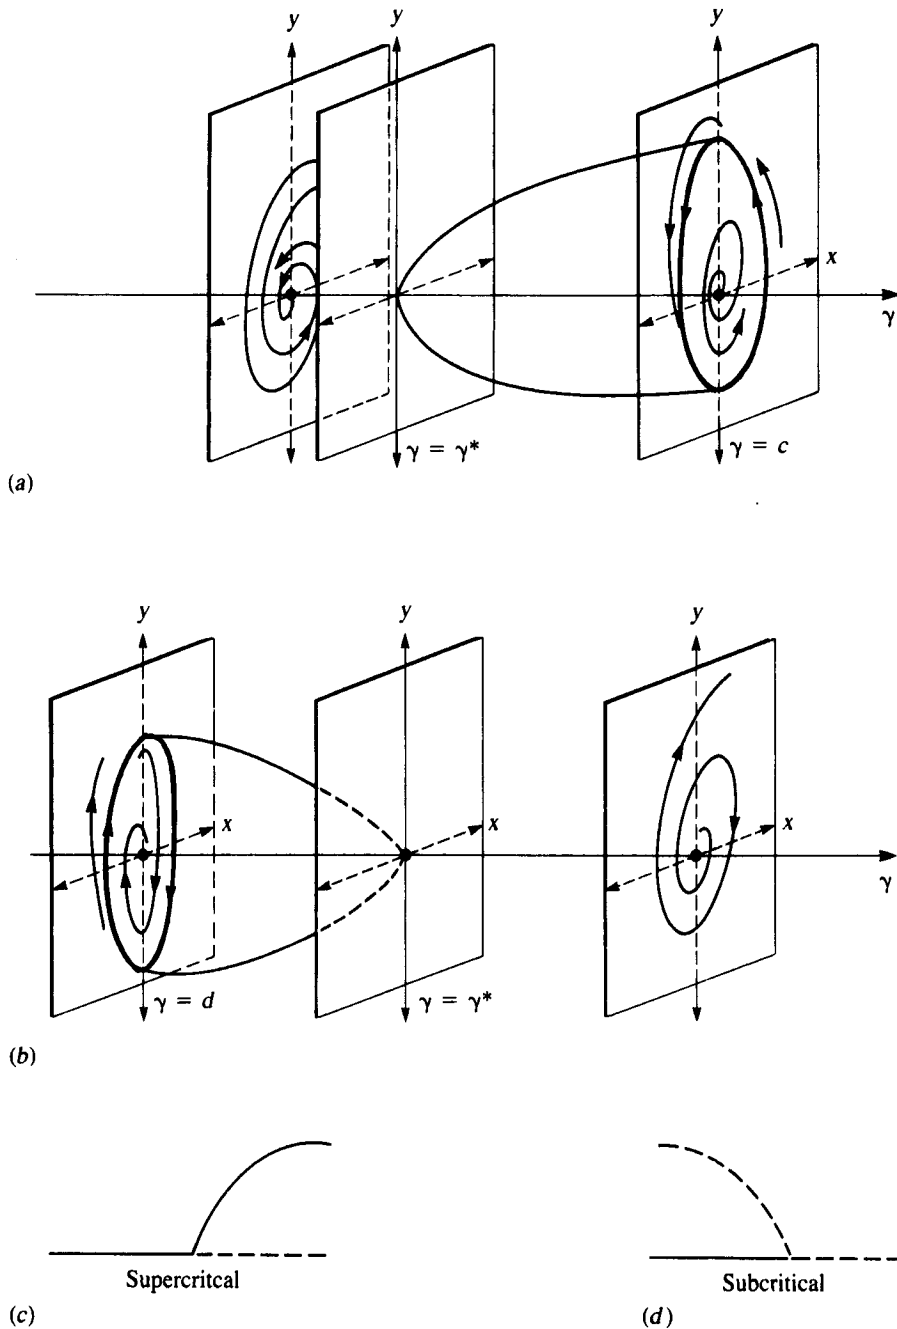 y
y
y
x
γ
γ = γ*
γ = c
(a)
y
y
y
x
x
x
γ
γ = d
γ = γ*
(b)
Supercritcal
Subcritical
(c)
(d)